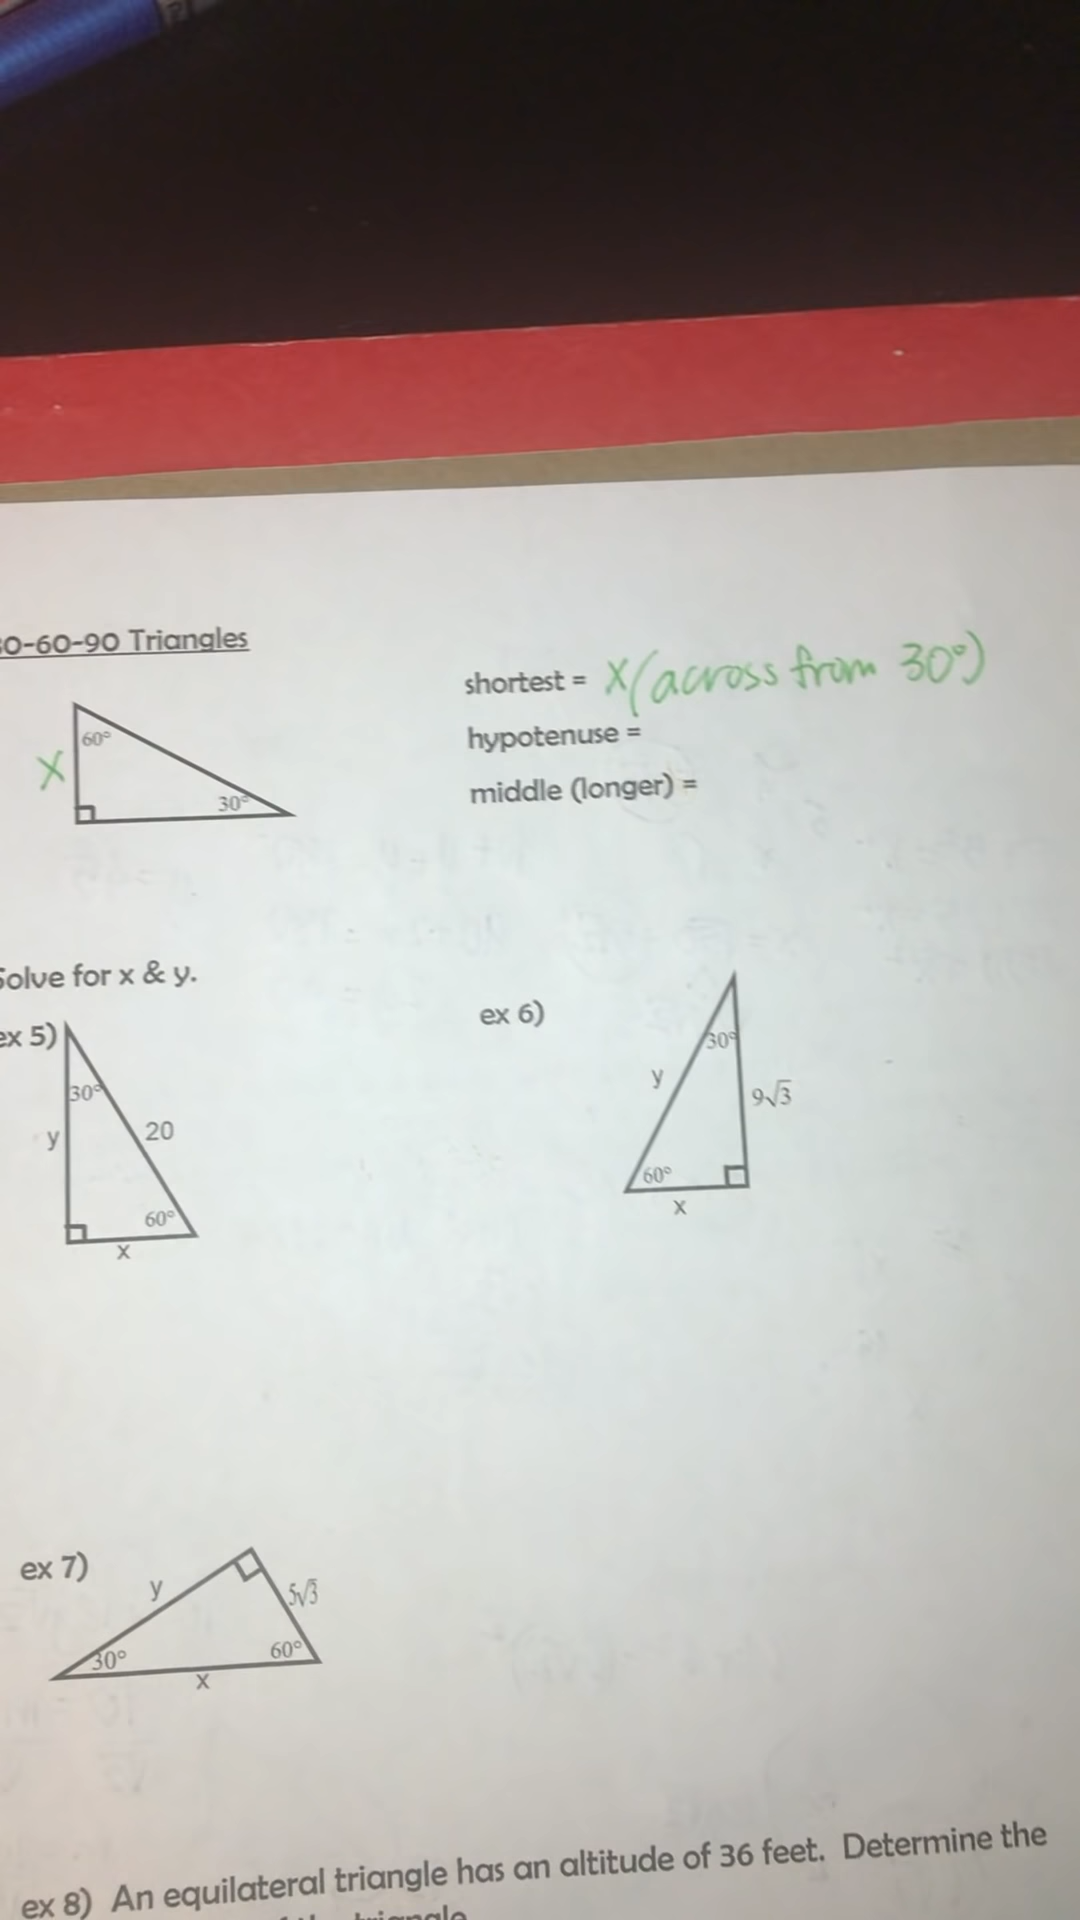 0-60-90 Triangles
shortest = X (across from 30°)
60°
hypotenuse =
X
middle (longer) =
30°
Solve for x & y.
ex 5)
30°
y
20
60°
x
ex 6)
30°
y
9√3
60°
x
ex 7)
y
5√3
30°
60°
x
ex 8) An equilateral triangle has an altitude of 36 feet. Determine the